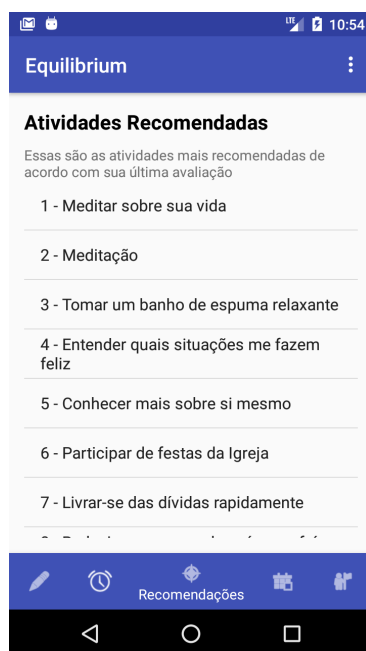 LTE 10:54
Equilibrium
Atividades Recomendadas
Essas são as atividades mais recomendadas de
acordo com sua última avaliação
1 - Meditar sobre sua vida
2 - Meditação
3 - Tomar um banho de espuma relaxante
4 - Entender quais situações me fazem
feliz
5 - Conhecer mais sobre si mesmo
6 - Participar de festas da Igreja
7 - Livrar-se das dívidas rapidamente
Recomendações